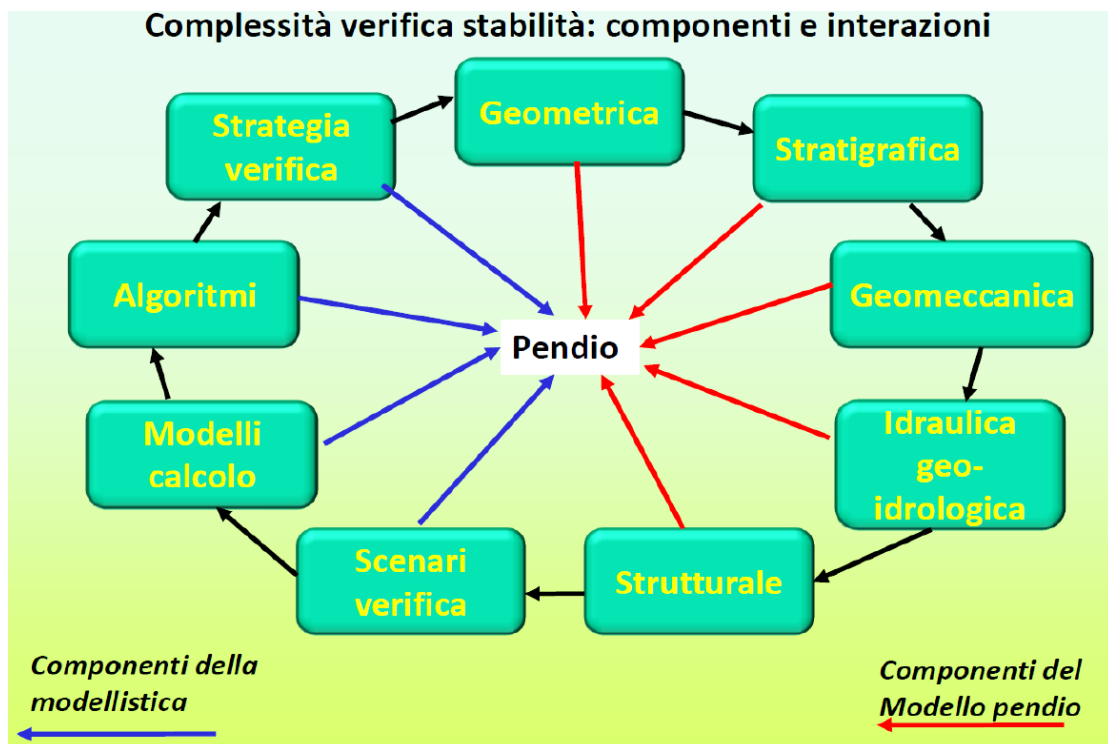 Complessità verifica stabilità: componenti e interazioni
Geometrica
Strategia
verifica
Stratigrafica
Algoritmi
Geomeccanica
Pendio
Modelli
calcolo
Idraulica
geo-
idrologica
Scenari
verifica
Strutturale
Componenti della
modellistica
Componenti del
Modello pendio